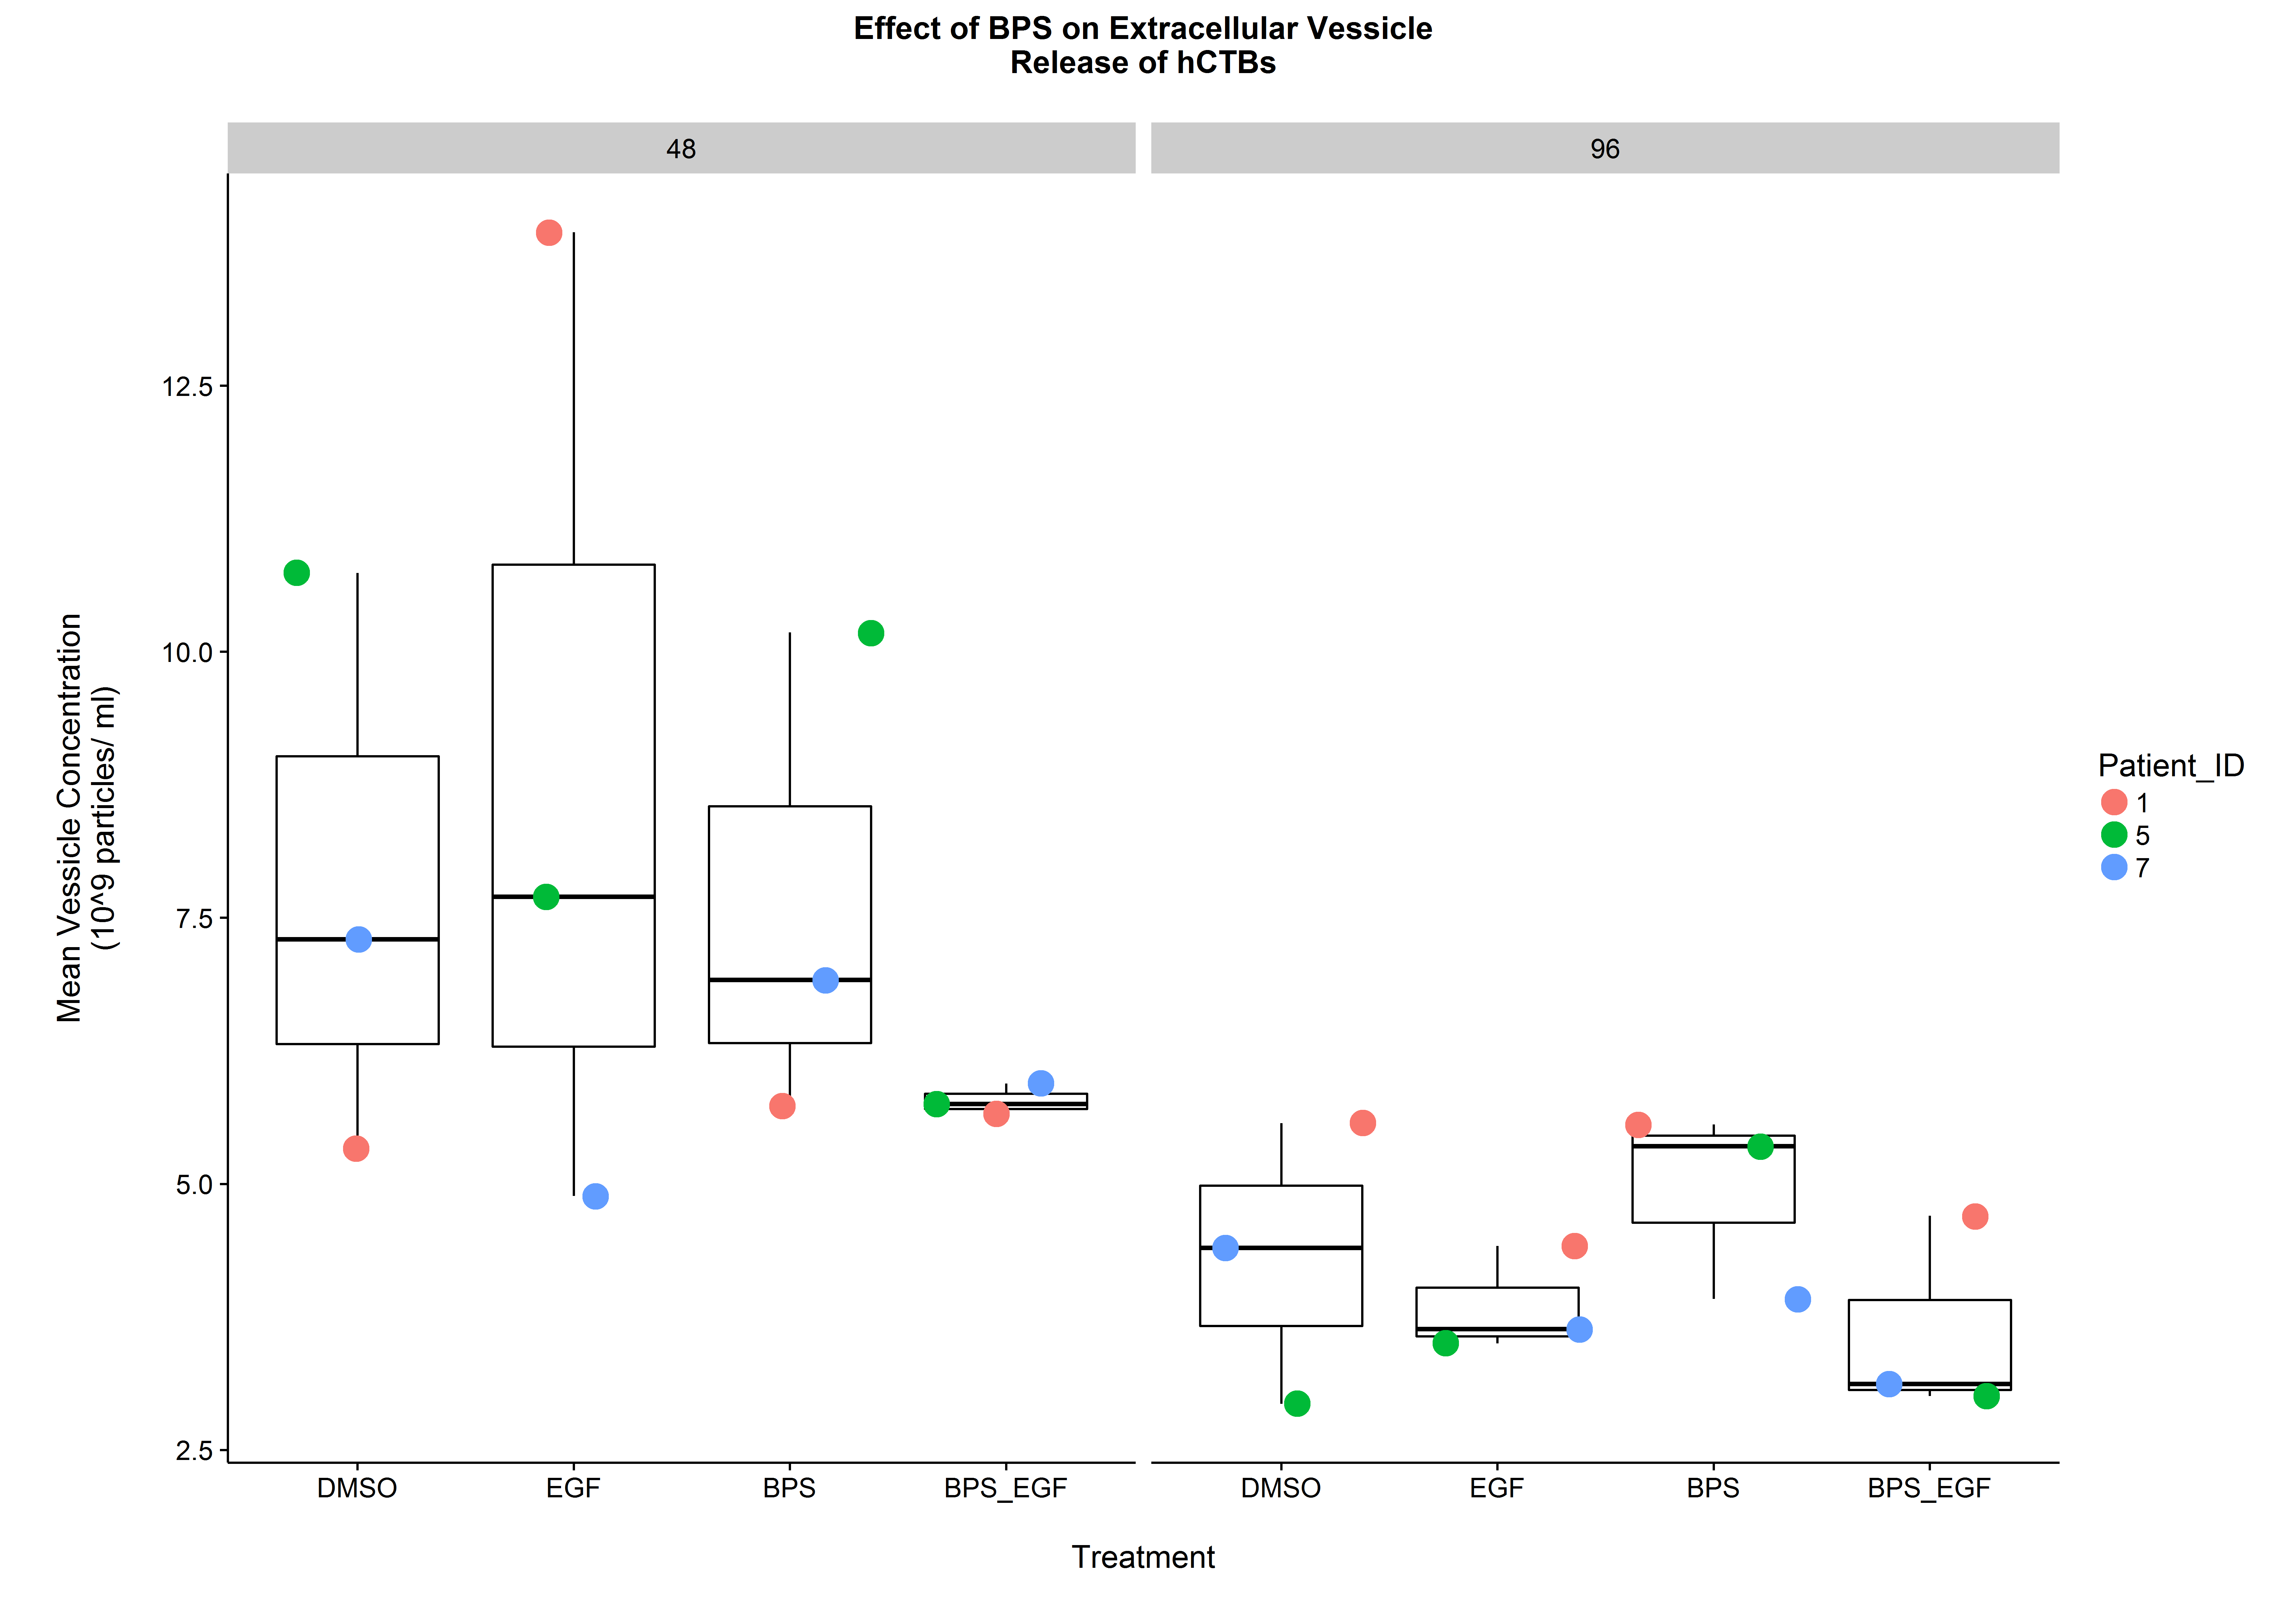 Effect of BPS on Extracellular Vessicle
Release of hCTBs
48
96
Mean Vessicle Concentration
(10^9 particles/ ml)
12.5
10.0
7.5
5.0
2.5
DMSO
EGF
BPS
BPS_EGF
DMSO
EGF
BPS
BPS_EGF
Treatment
Patient_ID
1
5
7